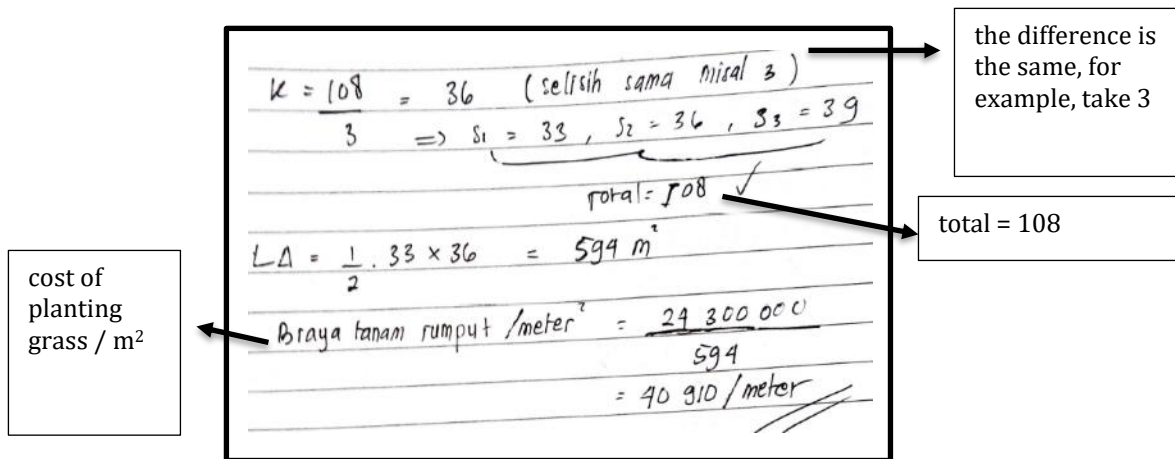 the difference is
the same, for
example, take 3
K = 108/3 = 36 (selisih sama misal 3)
=> S1 = 33, S2 = 36, S3 = 39
Total = 108 ✓
total = 108
L∆ = 1/2 . 33 × 36 = 594 m²
cost of
planting
grass / m²
Biaya tanam rumput /meter² = 24 300 000
594
= 40 910 / meter